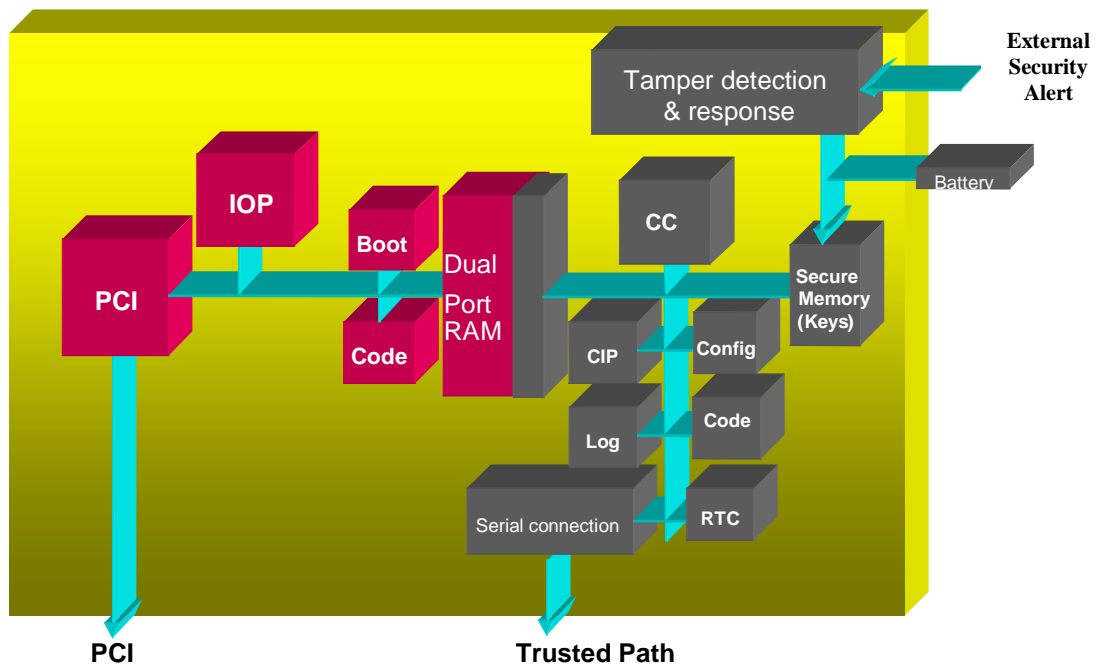 External
Security
Alert
Tamper detection
& response
Battery
IOP
Boot
CC
PCI
Dual
Port
RAM
Secure
Memory
(Keys)
Code
CIP
Config
Log
Code
Serial connection
RTC
PCI
Trusted Path